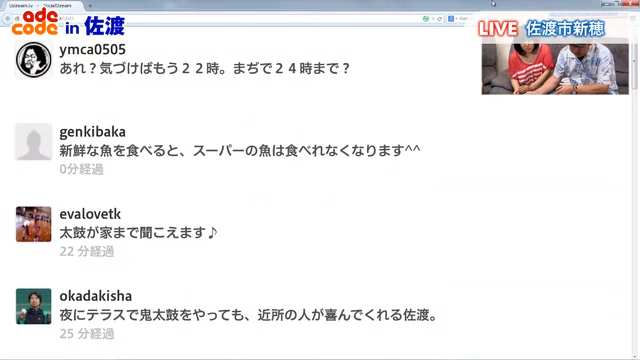 Ustream.tv
SocialStream
ade code in 佐渡
LIVE 佐渡市新穂
ymca0505
あれ？気づけばもう２２時。まぢで２４時まで？
genkibaka
新鮮な魚を食べると、スーパーの魚は食べれなくなります^^
0分経過
evalovetk
太鼓が家まで聞こえます♪
22 分経過
okadakisha
夜にテラスで鬼太鼓をやっても、近所の人が喜んでくれる佐渡。
25 分経過